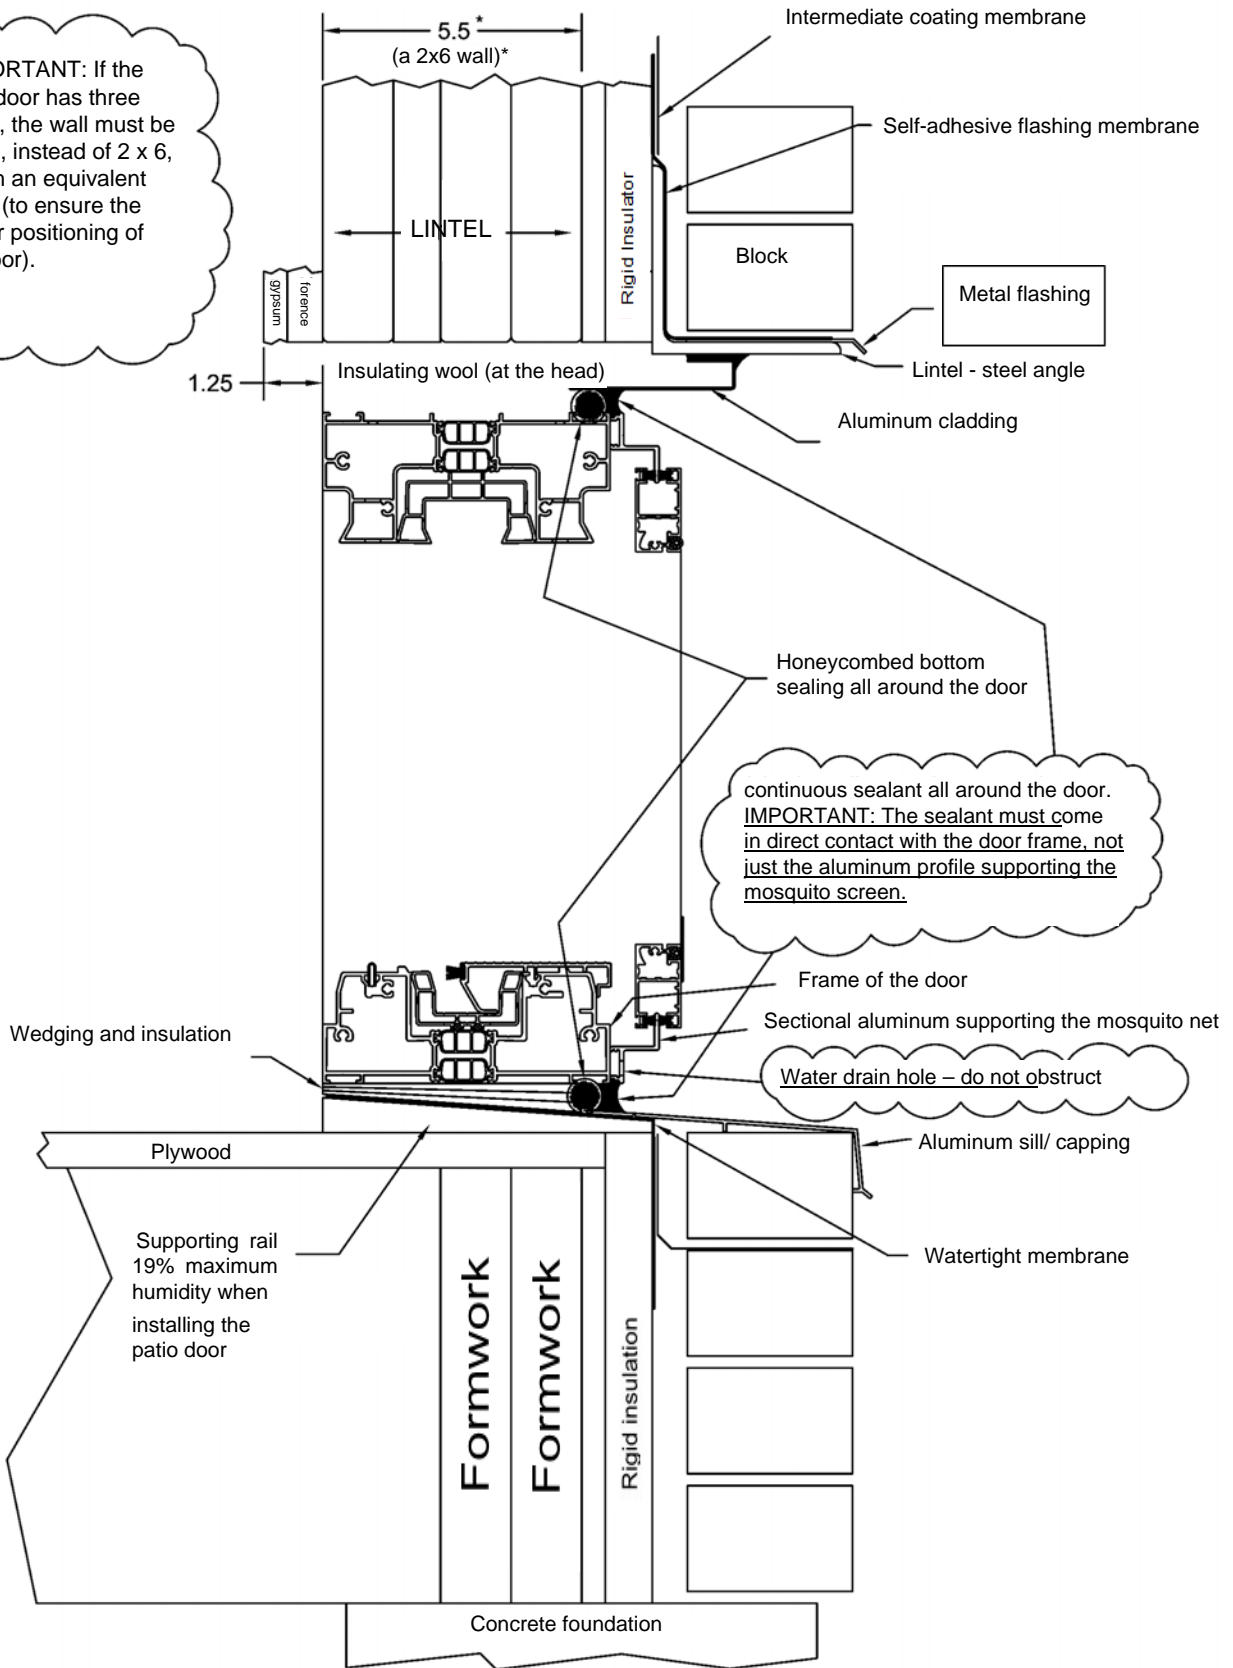 Intermediate coating membrane
5.5*
(a 2x6 wall)*
ORTANT: If the
door has three
, the wall must be
, instead of 2 x 6,
an equivalent
(to ensure the
positioning of
Self-adhesive flashing membrane
LINTEL
Rigid Insulator
Block
gypsum
forence
Metal flashing
Lintel - steel angle
1.25
Insulating wool (at the head)
Aluminum cladding
Honeycombed bottom
sealing all around the door
continuous sealant all around the door.
IMPORTANT: The sealant must come
in direct contact with the door frame, not
just the aluminum profile supporting the
mosquito screen.
Frame of the door
Sectional aluminum supporting the mosquito net
Wedging and insulation
Water drain hole – do not obstruct
Aluminum sill/ capping
Plywood
Supporting rail
19% maximum
humidity when
installing the
patio door
Watertight membrane
Formwork
Formwork
Rigid insulation
Concrete foundation